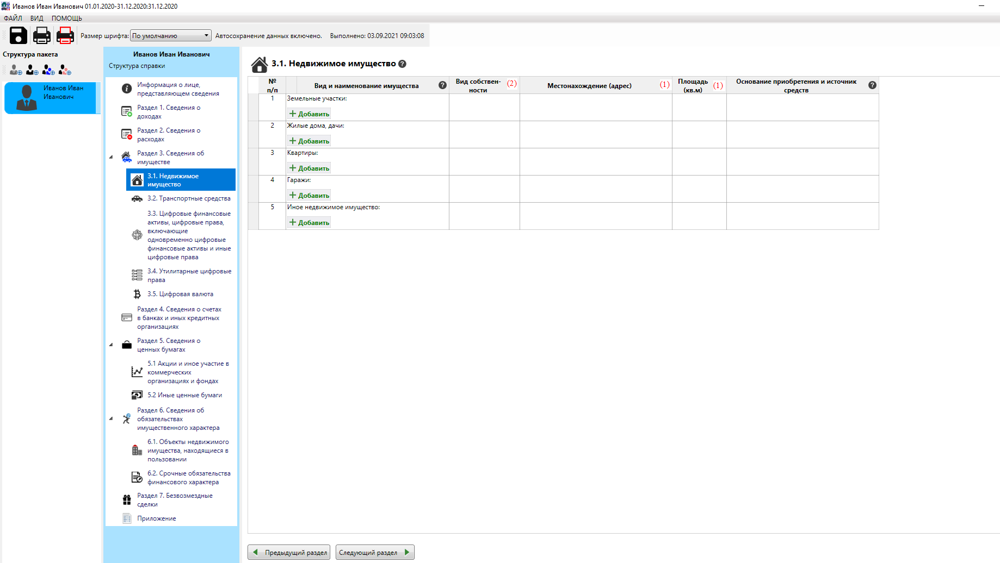 Иванов Иван Иванович 01.01.2020-31.12.2020:31.12.2020
ФАЙЛ ВИД ПОМОЩЬ
Размер шрифта: По умолчанию Автосохранение данных включено. Выполнено: 03.09.2021 09:03:08
Структура пакета
Иванов Иван
Иванович
Иванов Иван Иванович
Структура справки
Информация о лице,
представляющем сведения
Раздел 1. Сведения о
доходах
Раздел 2. Сведения о
расходах
Раздел 3. Сведения об
имуществе
3.1. Недвижимое
имущество
3.2. Транспортные средства
3.3. Цифровые финансовые
активы, цифровые права,
включающие
одновременно цифровые
финансовые активы и иные
цифровые права
3.4. Утилитарные цифровые
права
3.5. Цифровая валюта
Раздел 4. Сведения о счетах
в банках и иных кредитных
организациях
Раздел 5. Сведения о
ценных бумагах
5.1 Акции и иное участие в
коммерческих
организациях и фондах
5.2 Иные ценные бумаги
Раздел 6. Сведения об
обязательствах
имущественного характера
6.1. Объекты недвижимого
имущества, находящиеся в
пользовании
6.2. Срочные обязательства
финансового характера
Раздел 7. Безвозмездные
сделки
Приложение
3.1. Недвижимое имущество ?
№
п/п
Вид и наименование имущества ?
Вид собствен-
ности
(2)
Местонахождение (адрес) (1)
Площадь
(кв.м)
(1)
Основание приобретения и источник
средств
?
1 Земельные участки:
+ Добавить
2 Жилые дома, дачи:
+ Добавить
3 Квартиры:
+ Добавить
4 Гаражи:
+ Добавить
5 Иное недвижимое имущество:
+ Добавить
Предыдущий раздел Следующий раздел